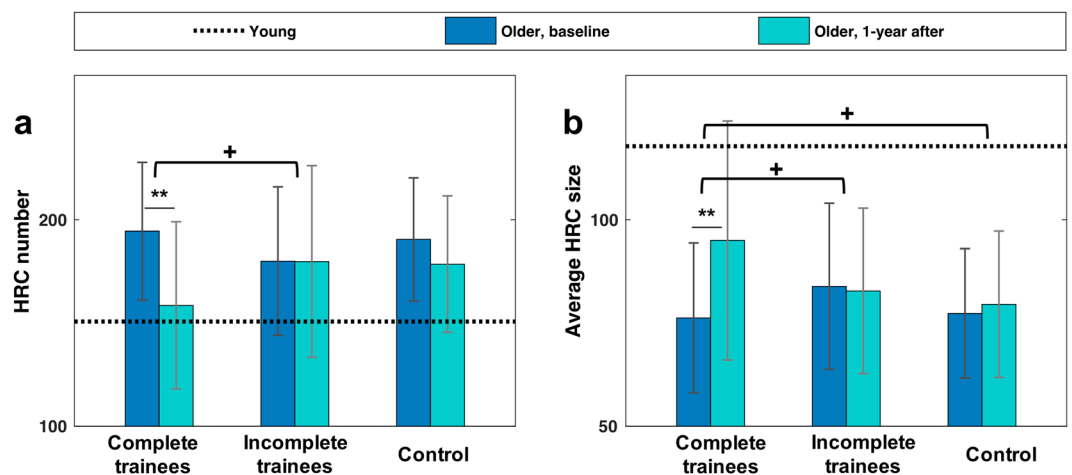 Young
Older, baseline
Older, 1-year after
a
HRC number
200
100
+
**
Complete
trainees
Incomplete
trainees
Control
b
Average HRC size
100
50
+
+
**
Complete
trainees
Incomplete
trainees
Control